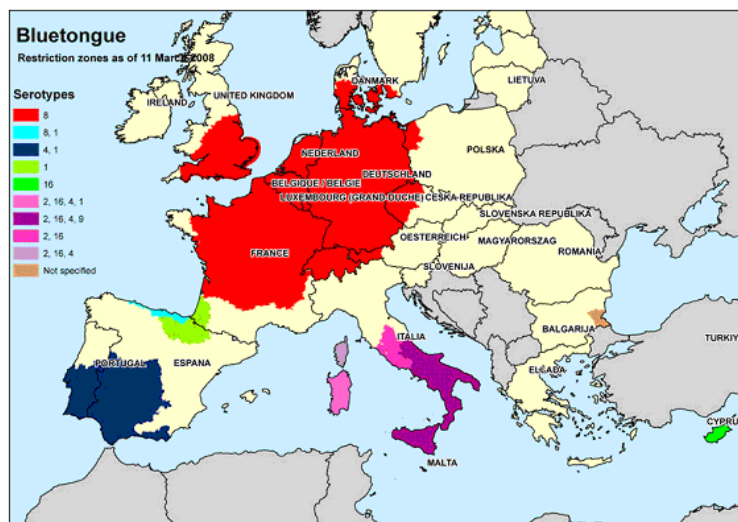 Bluetongue
Restriction zones as of 11 March 2008
Serotypes
8
8, 1
4, 1
1
16
2, 16, 4, 1
2, 16, 4, 9
2, 16
2, 16, 4
Not specified
DANMARK
LIETUVA
IRELAND
UNITED KINGDOM
NEDERLAND
POLSKA
DEUTSCHLAND
BELGIQUE / BELGIE
LUXEMBOURG (GRAND-DUCHE)
CESKA REPUBLIKA
SLOVENSKA REPUBLIKA
OESTERREICH
MAGYARORSZAG
FRANCE
ROMANIA
SLOVENIJA
BALGARIJA
ITALIA
TURKIY
PORTUGAL
ESPANA
ELLADA
CYPRU
MALTA